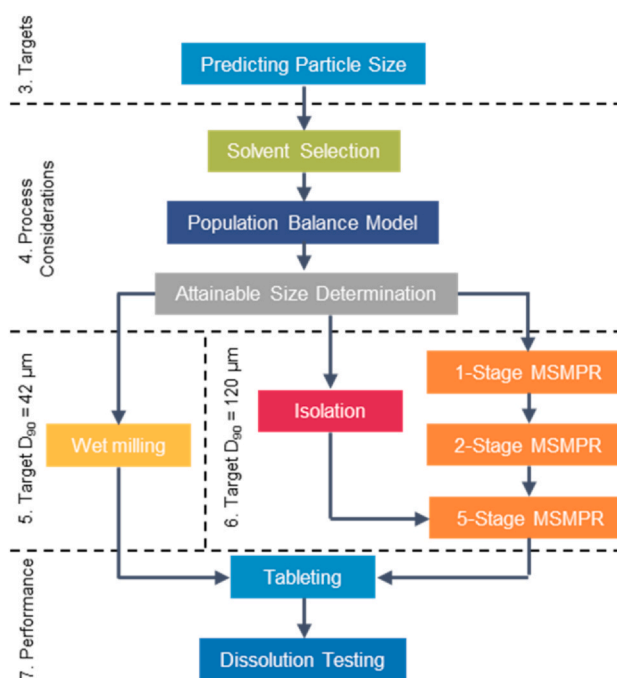 3. Targets
Predicting Particle Size
4. Process
Considerations
Solvent Selection
Population Balance Model
Attainable Size Determination
5. Target D₉₀ = 42 µm
Wet milling
6. Target D₉₀ = 120 µm
Isolation
1-Stage MSMPR
2-Stage MSMPR
5-Stage MSMPR
7. Performance
Tableting
Dissolution Testing